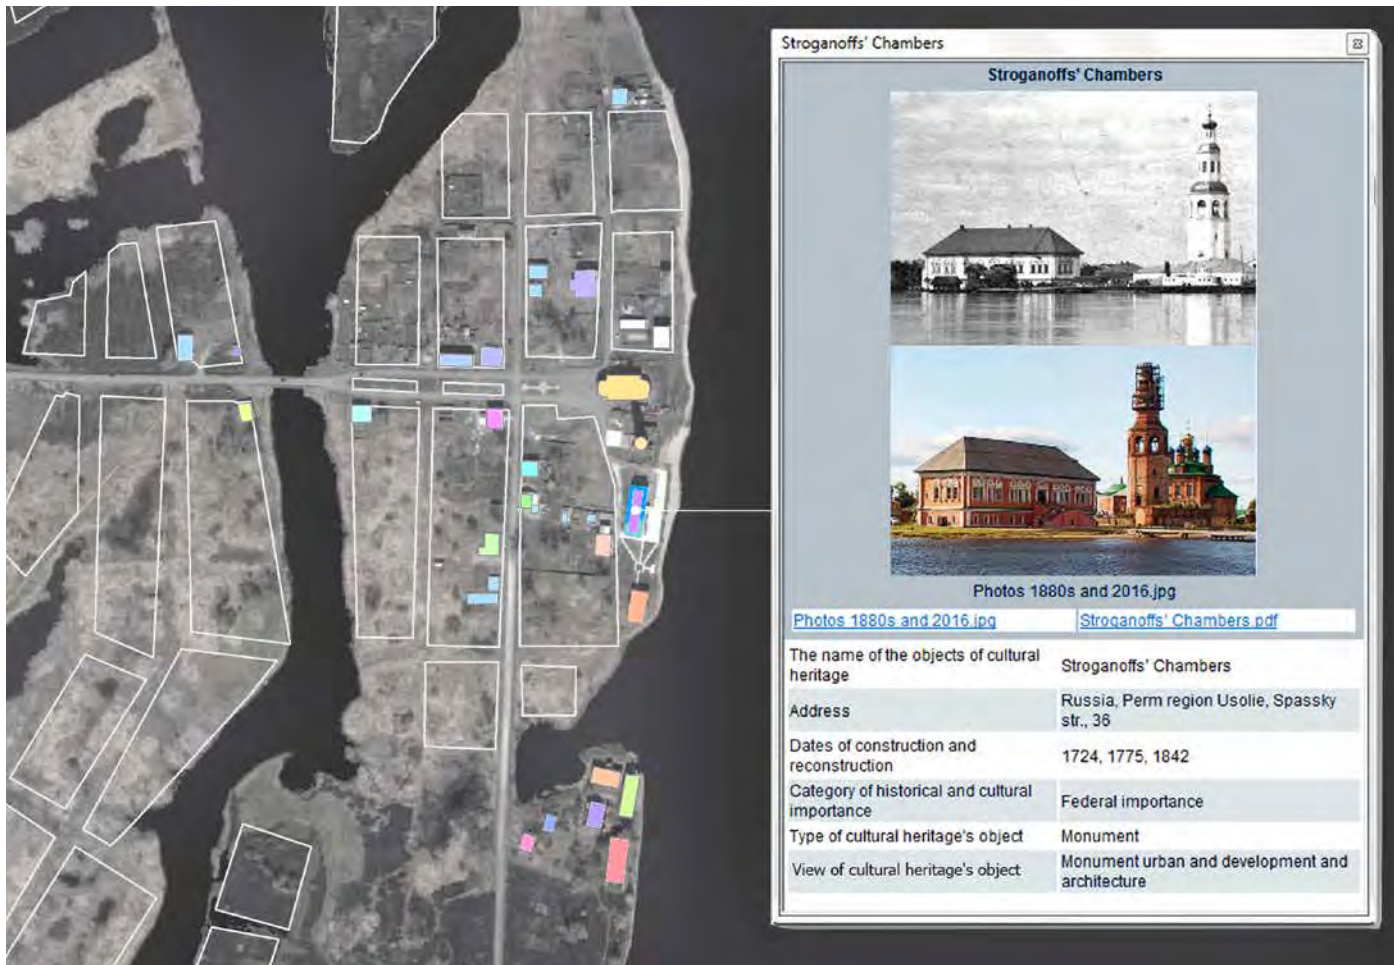 Stroganoffs' Chambers
Stroganoffs' Chambers
Photos 1880s and 2016.jpg
Photos 1880s and 2016.jpg Stroganoffs' Chambers.pdf
The name of the objects of cultural
heritage
Stroganoffs' Chambers
Address
Russia, Perm region Usolie, Spassky
str., 36
Dates of construction and
reconstruction
1724, 1775, 1842
Category of historical and cultural
importance
Federal importance
Type of cultural heritage's object
Monument
View of cultural heritage's object
Monument urban and development and
architecture